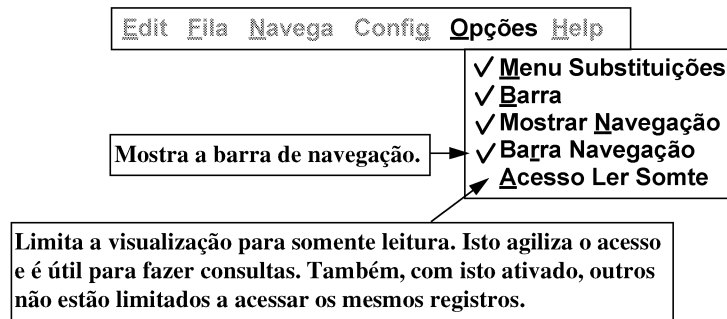 Edit Fila Navega Config Opções Help
Menu Substituições
Barra
Mostrar Navegação
Barra Navegação
Acesso Ler Somte
Mostra a barra de navegação.
Limita a visualização para somente leitura. Isto agiliza o acesso
e é útil para fazer consultas. Também, com isto ativado, outros
não estão limitados a acessar os mesmos registros.